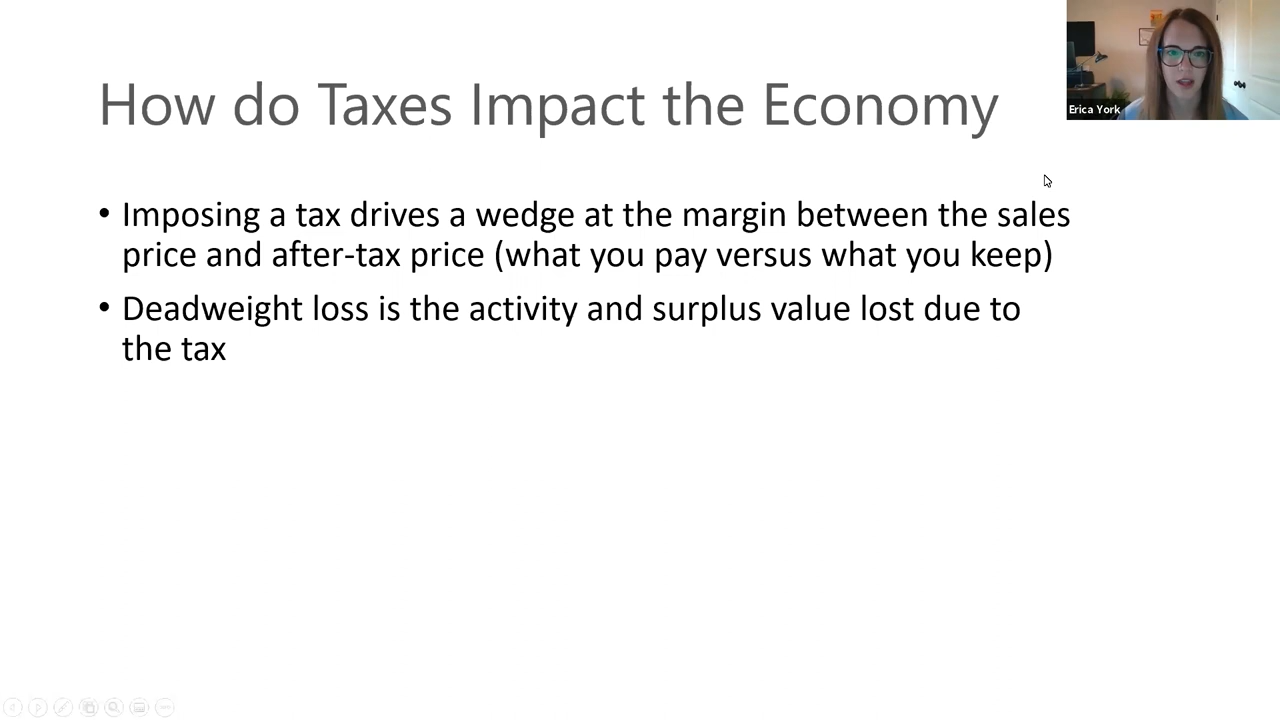 How do Taxes Impact the Economy
Erica York
• Imposing a tax drives a wedge at the margin between the sales
price and after-tax price (what you pay versus what you keep)
• Deadweight loss is the activity and surplus value lost due to
the tax